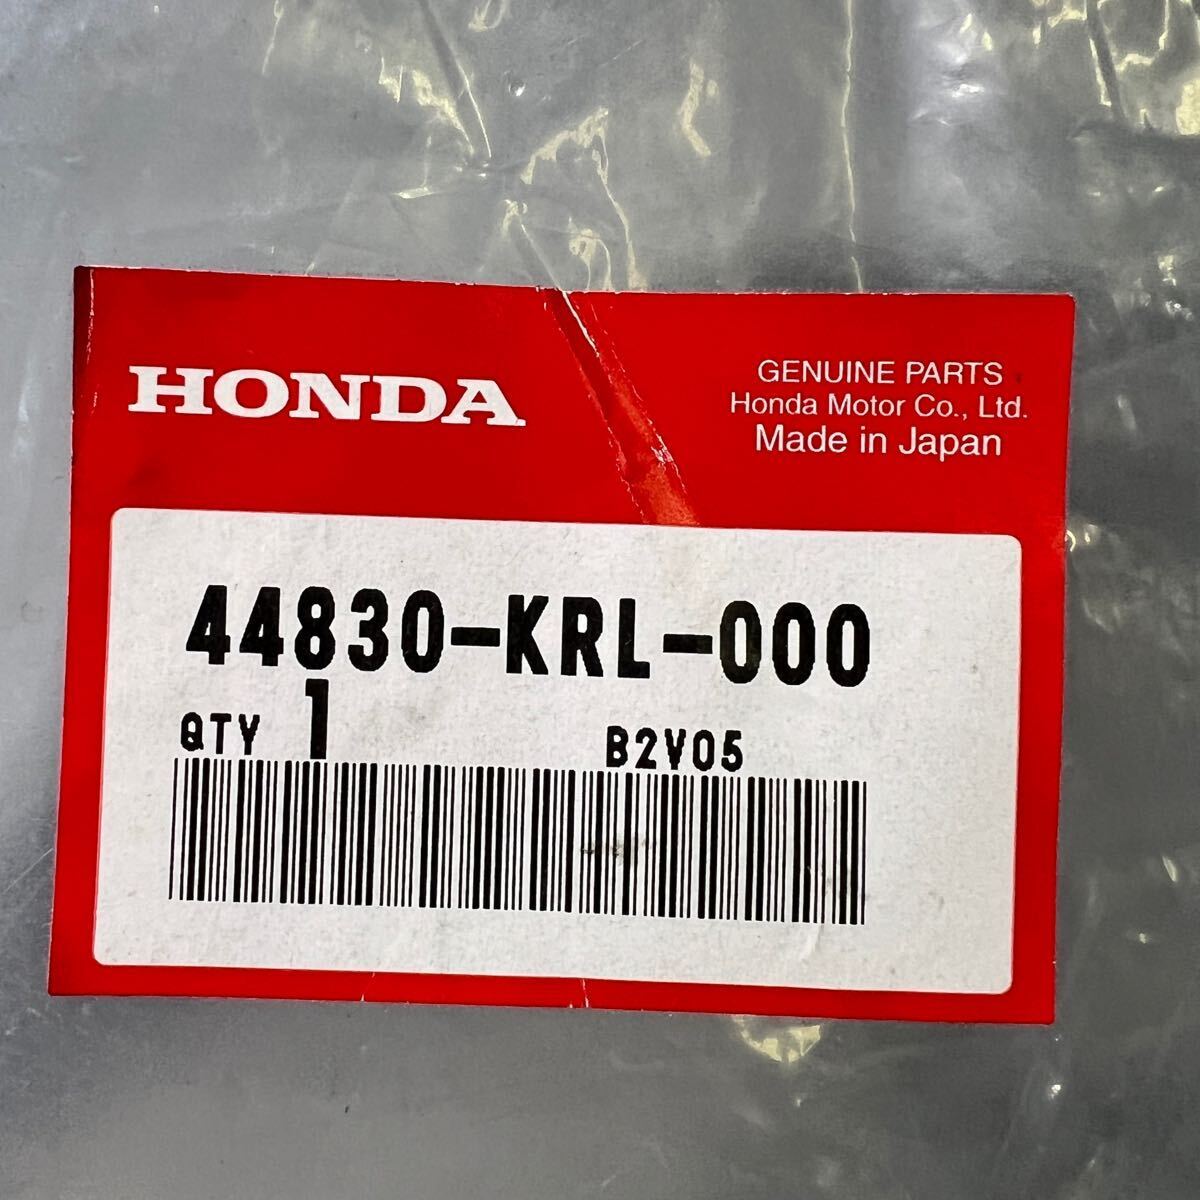 HONDA
GENUINE PARTS
Honda Motor Co., Ltd.
Made in Japan
44830-KRL-000
QTY 1 B2V05